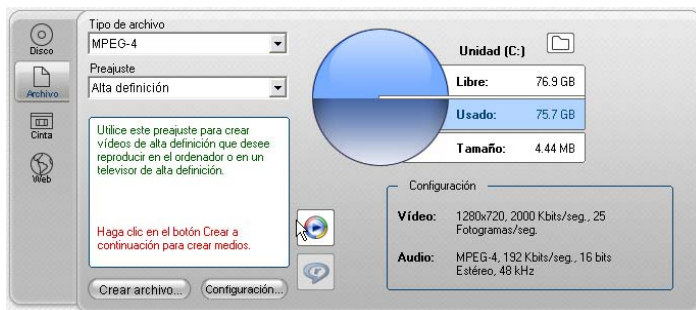 Disco
Archivo
Cinta
Web
Tipo de archivo
MPEG-4
Preajuste
Alta definición
Utilice este preajuste para crear
vídeos de alta definición que desee
reproducir en el ordenador o en un
televisor de alta definición.
Haga clic en el botón Crear a
continuación para crear medios.
Crear archivo...
Configuración...
Unidad (C:)
Libre: 76.9 GB
Usado: 75.7 GB
Tamaño: 4.44 MB
Configuración
Vídeo: 1280x720, 2000 Kbits/seg., 25
Fotogramas/seg.
Audio: MPEG-4, 192 Kbits/seg., 16 bits
Estéreo, 48 kHz